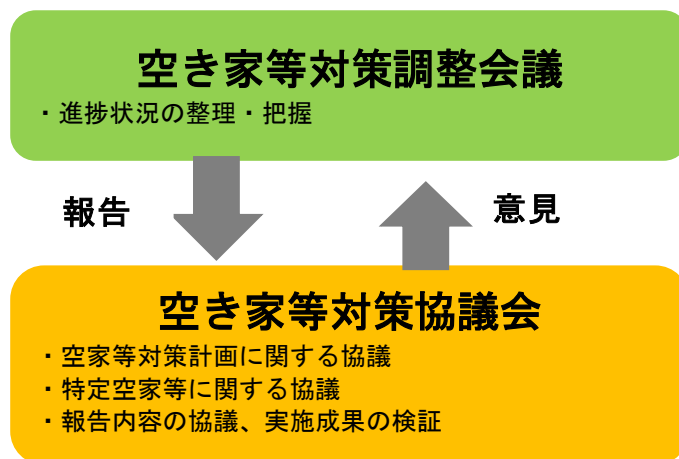 空き家等対策調整会議
・進捗状況の整理・把握
報告
意見
空き家等対策協議会
・空家等対策計画に関する協議
・特定空家等に関する協議
・報告内容の協議、実施成果の検証